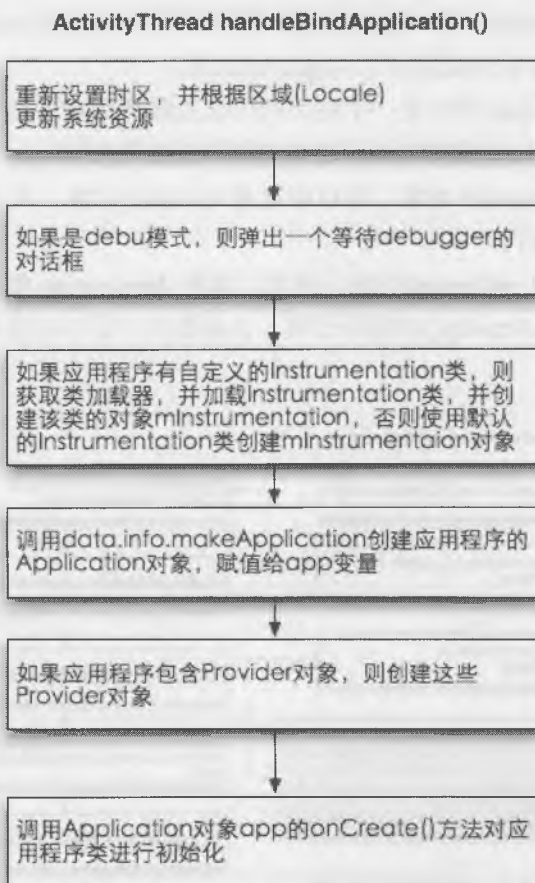 ActivityThread handleBindApplication()
重新设置时区，并根据区域(Locale)
更新系统资源
如果是debu模式，则弹出一个等待debugger的
对话框
如果应用程序有自定义的Instrumentation类，则
获取类加载器，并加载Instrumentation类，并创
建该类的对象mInstrumentation，否则使用默认
的Instrumentation类创建mInstrumentaion对象
调用data.info.makeApplication创建应用程序的
Application对象，赋值给app变量
如果应用程序包含Provider对象，则创建这些
Provider对象
调用Application对象app的onCreate()方法对应
用程序类进行初始化